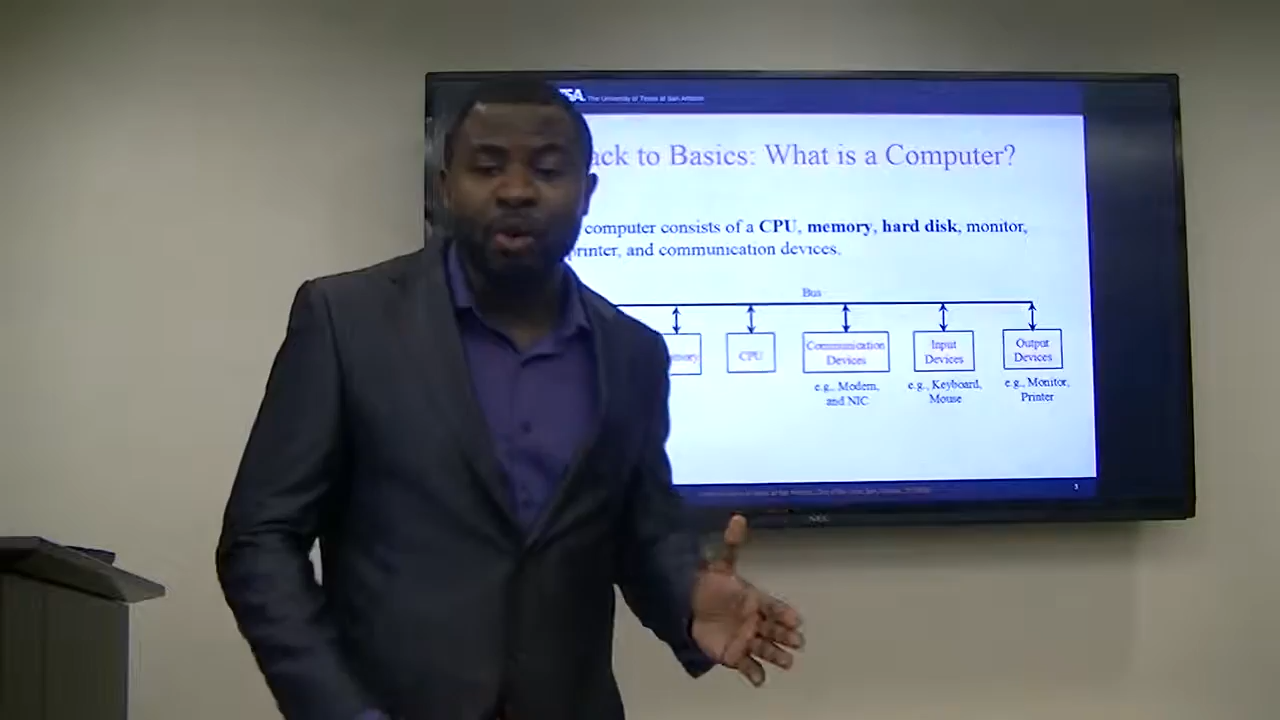 The University of Texas at San Antonio
to Basics: What is a Computer?
computer consists of a CPU, memory, hard disk, monitor,
and communication devices.
Bus
CPU
Communication
Devices
Input
Devices
Output
Devices
e.g., Modem,
and NIC
e.g., Keyboard,
Mouse
e.g., Monitor,
Printer
3
NEC